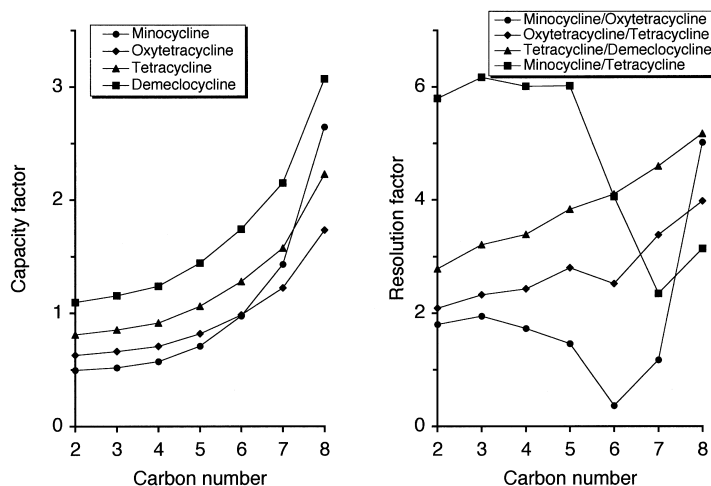 Minocycline
Oxytetracycline
Tetracycline
Demeclocycline
3
2
1
0
Capacity factor
2 3 4 5 6 7 8
Carbon number
Minocycline/Oxytetracycline
Oxytetracycline/Tetracycline
Tetracycline/Demeclocycline
Minocycline/Tetracycline
6
4
2
0
Resolution factor
2 3 4 5 6 7 8
Carbon number